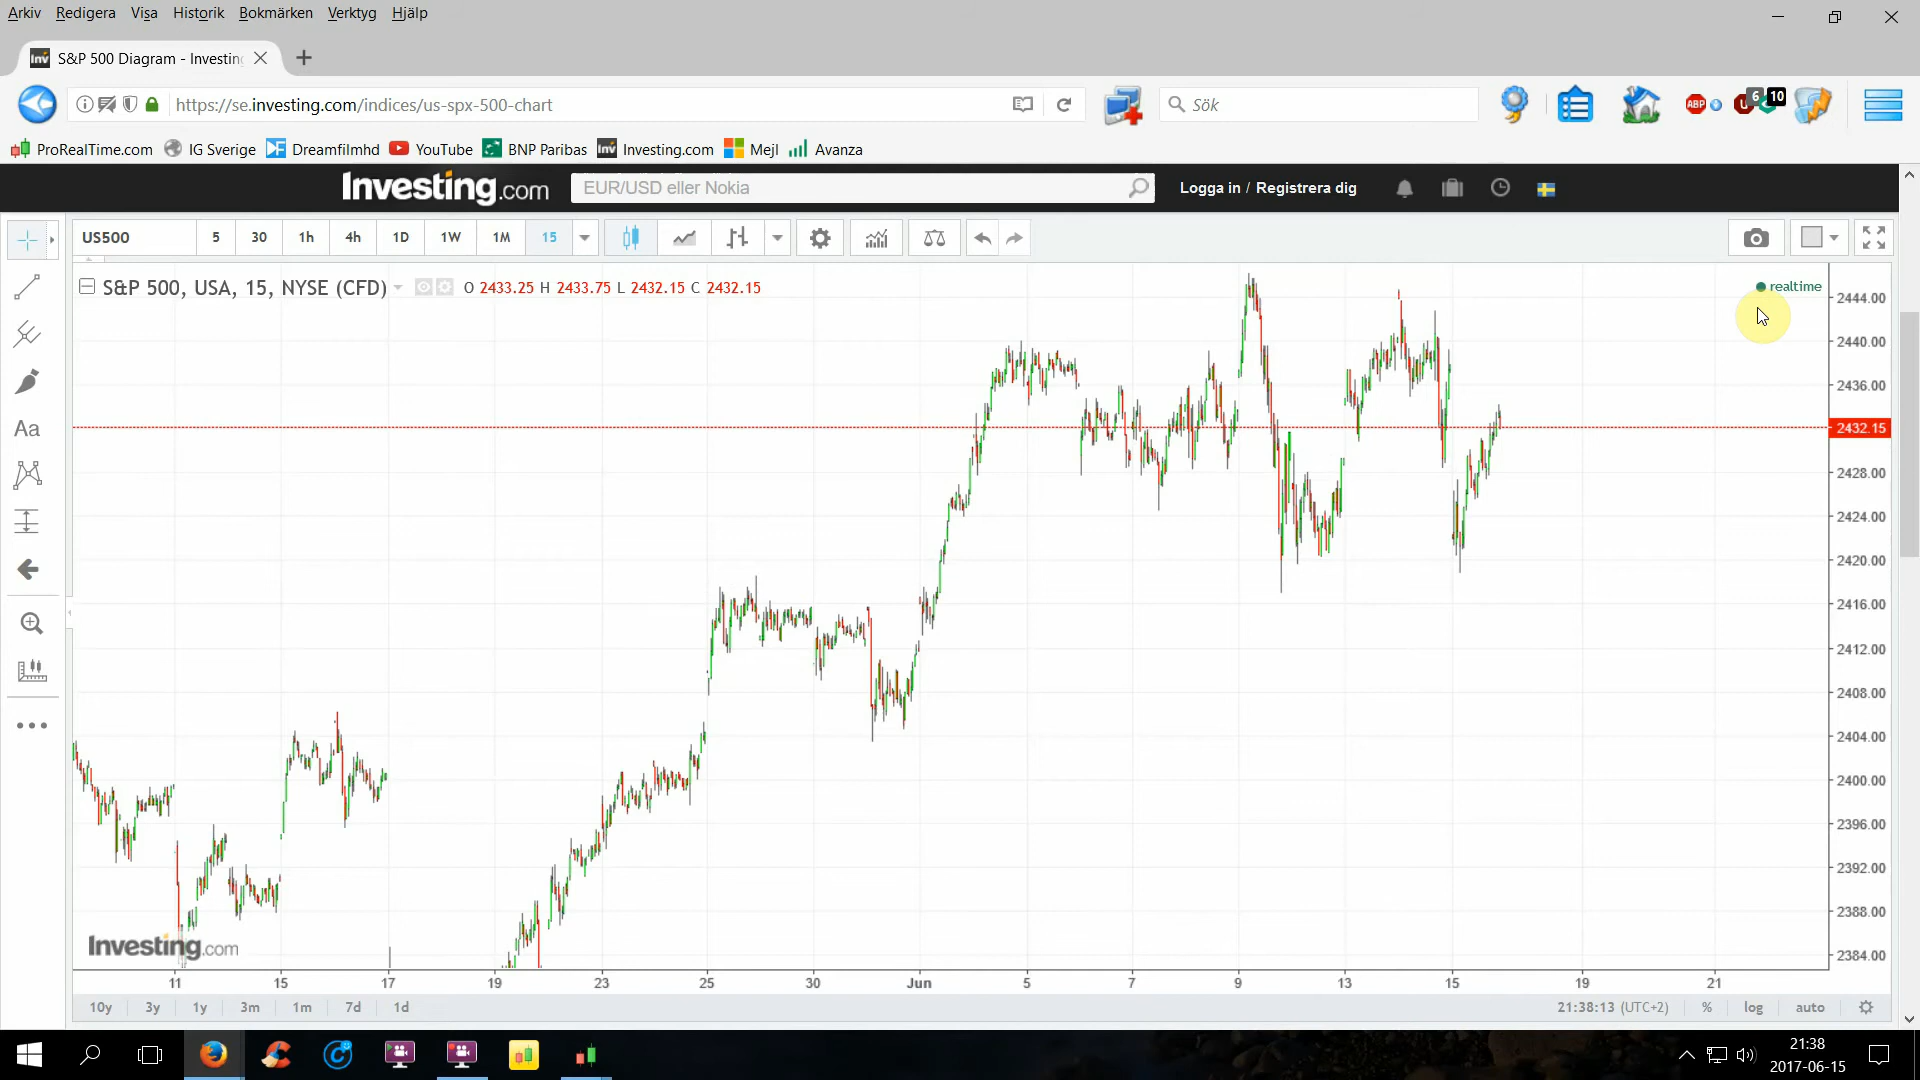 Arkiv Redigera Visa Historik Bokmärken Verktyg Hjälp
Inv S&P 500 Diagram - Investing
https://se.investing.com/indices/us-spx-500-chart Sök ABP 6 10
ProRealTime.com IG Sverige Dreamfilmhd YouTube BNP Paribas Inv Investing.com Mejl Avanza
Investing.com EUR/USD eller Nokia Logga in / Registrera dig
US500 5 30 1h 4h 1D 1W 1M 15
S&P 500, USA, 15, NYSE (CFD) O 2433.25 H 2433.75 L 2432.15 C 2432.15
realtime
2444.00
2440.00
2436.00
2432.15
Aa
2428.00
2424.00
2420.00
2416.00
2412.00
2408.00
2404.00
2400.00
2396.00
2392.00
2388.00
Investing.com
2384.00
11 15 17 19 23 25 30 Jun 5 7 9 13 15 19 21
10y 3y 1y 3m 1m 7d 1d 21:38:13 (UTC+2) % log auto
21:38
2017-06-15